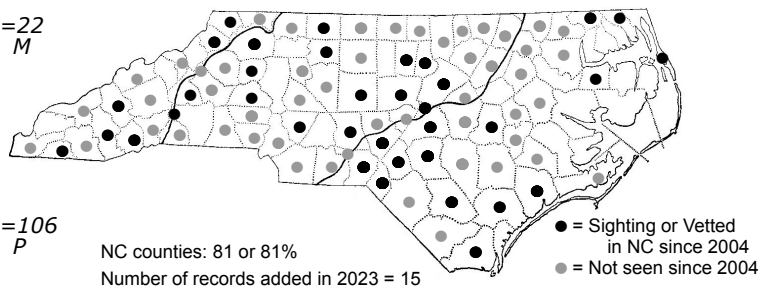 =22
M
=106
P
NC counties: 81 or 81%
Number of records added in 2023 = 15
= Sighting or Vetted
in NC since 2004
= Not seen since 2004